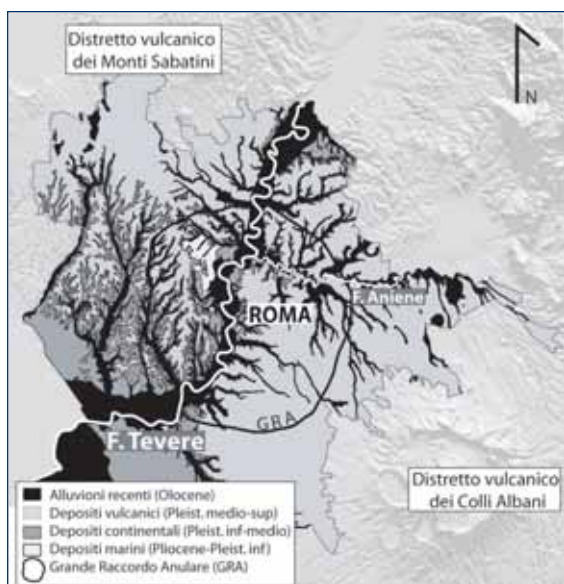 Distretto vulcanico
dei Monti Sabatini
N
F. Aniene
ROMA
GRA
F. Tevere
Distretto vulcanico
dei Colli Albani
Alluvioni recenti (Olocene)
Depositi vulcanici (Pleist. medio-sup)
Depositi continentali (Pleist. inf-medio)
Depositi marini (Pliocene-Pleist. inf)
Grande Raccordo Anulare (GRA)